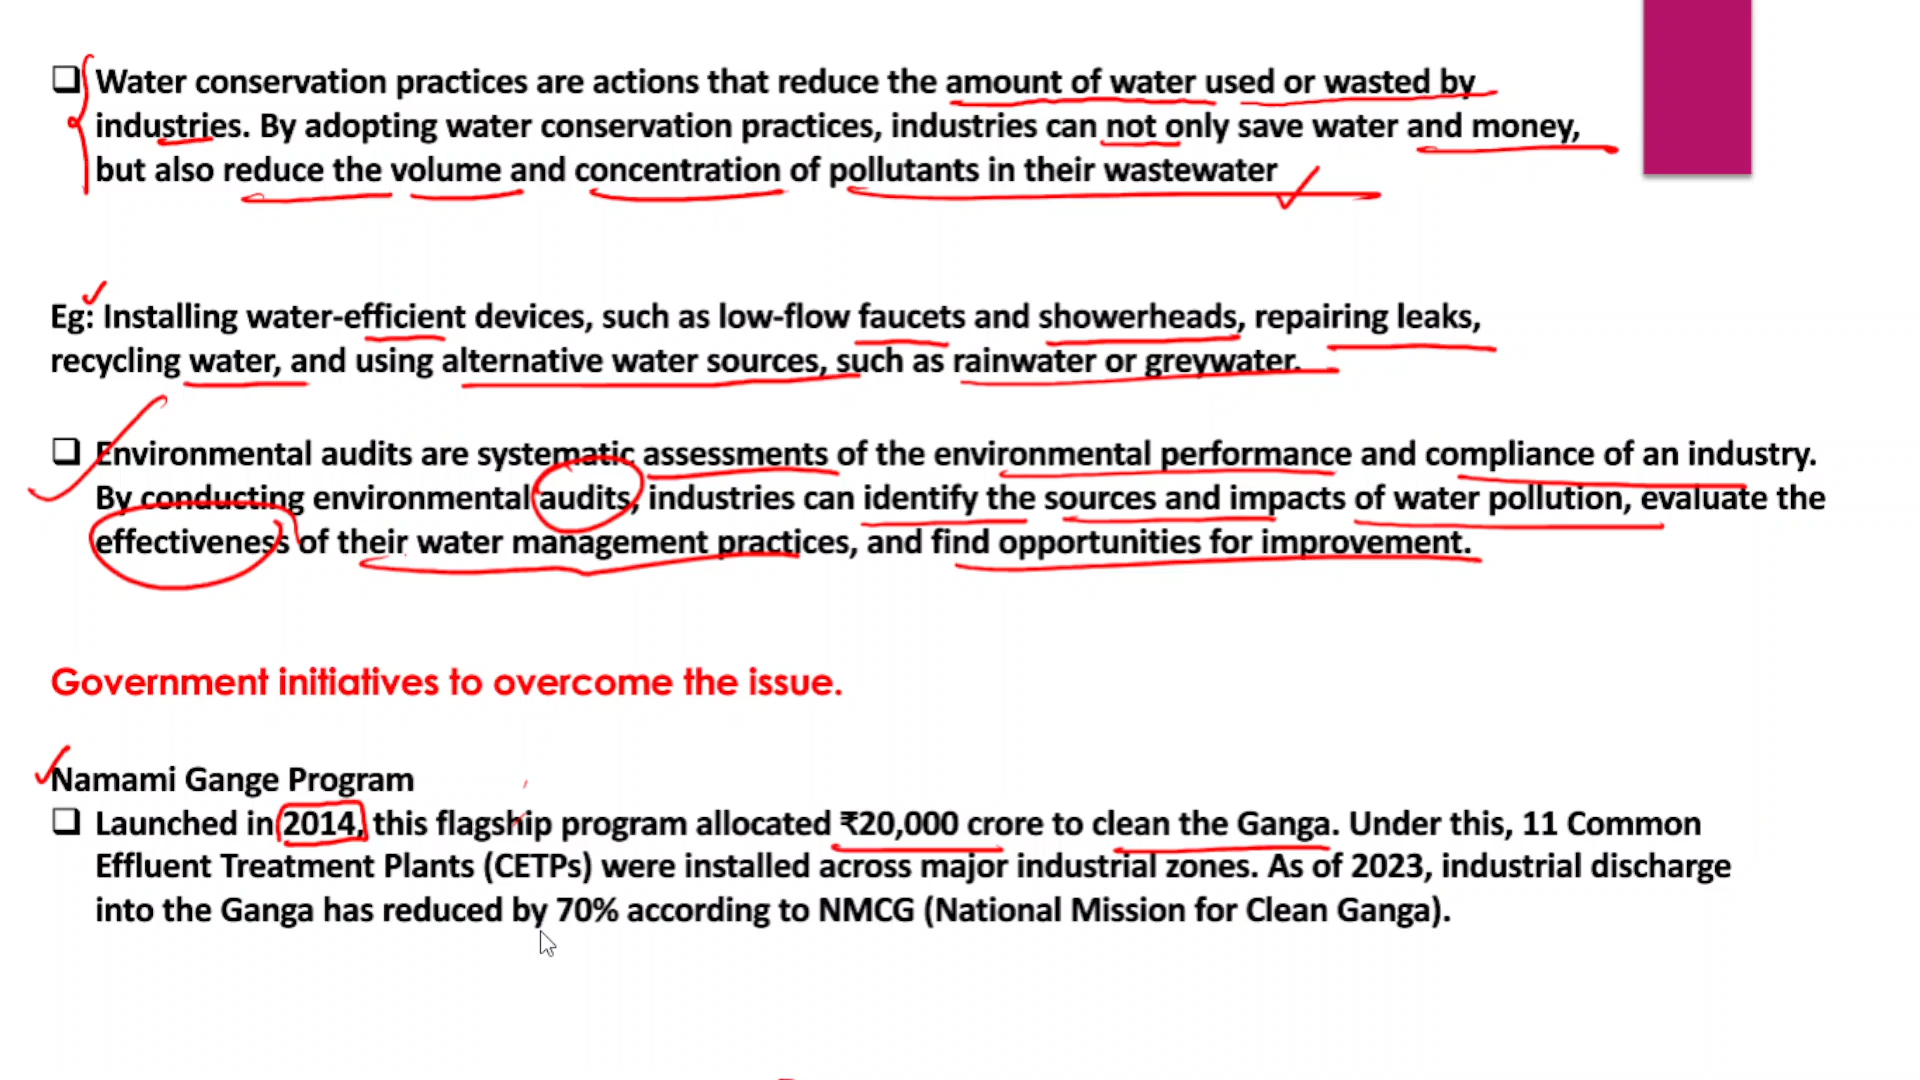 Water conservation practices are actions that reduce the amount of water used or wasted by
industries. By adopting water conservation practices, industries can not only save water and money,
but also reduce the volume and concentration of pollutants in their wastewater
Eg: Installing water-efficient devices, such as low-flow faucets and showerheads, repairing leaks,
recycling water, and using alternative water sources, such as rainwater or greywater.
Environmental audits are systematic assessments of the environmental performance and compliance of an industry.
By conducting environmental audits, industries can identify the sources and impacts of water pollution, evaluate the
effectiveness of their water management practices, and find opportunities for improvement.
Government initiatives to overcome the issue.
Namami Gange Program
Launched in 2014, this flagship program allocated ₹20,000 crore to clean the Ganga. Under this, 11 Common
Effluent Treatment Plants (CETPs) were installed across major industrial zones. As of 2023, industrial discharge
into the Ganga has reduced by 70% according to NMCG (National Mission for Clean Ganga).